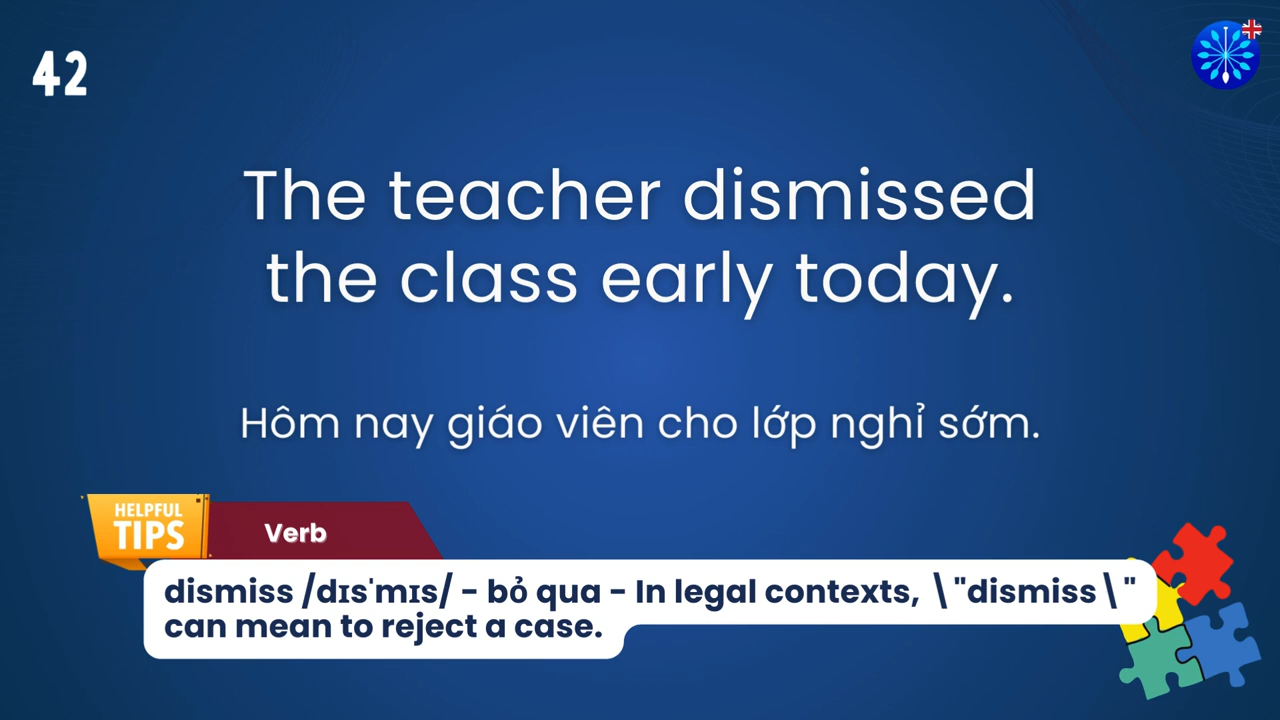 42
The teacher dismissed
the class early today.
Hôm nay giáo viên cho lớp nghỉ sớm.
HELPFUL
TIPS
Verb
dismiss /dɪsˈmɪs/ - bỏ qua - In legal contexts, \"dismiss\"
can mean to reject a case.